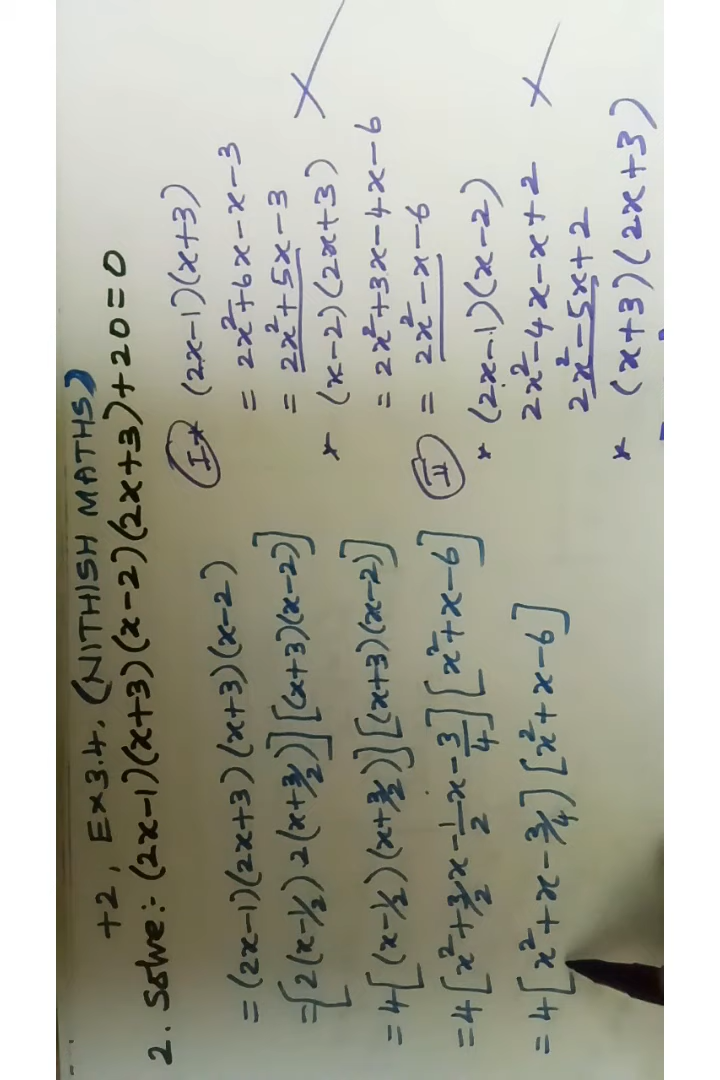 +2, Ex3.4, (NITHISH MATHS)
2. Solve:- (2x-1)(x+3)(x-2)(2x+3)+20=0
=(2x-1)(2x+3)(x+3)(x-2)
=[2(x-1/2)2(x+3/2)][(x+3)(x-2)]
=4[(x-1/2)(x+3/2)][(x+3)(x-2)]
=4[x²+3/2x-1/2x-3/4][x²+x-6]
=4[x²+x-3/4][x²+x-6]
I * (2x-1)(x+3)
= 2x²+6x-x-3
= 2x²+5x-3
* (x-2)(2x+3) ×
= 2x²+3x-4x-6
= 2x²-x-6
II
* (2x-1)(x-2)
2x²-4x-x+2 ×
2x²-5x+2
* (x+3)(2x+3)